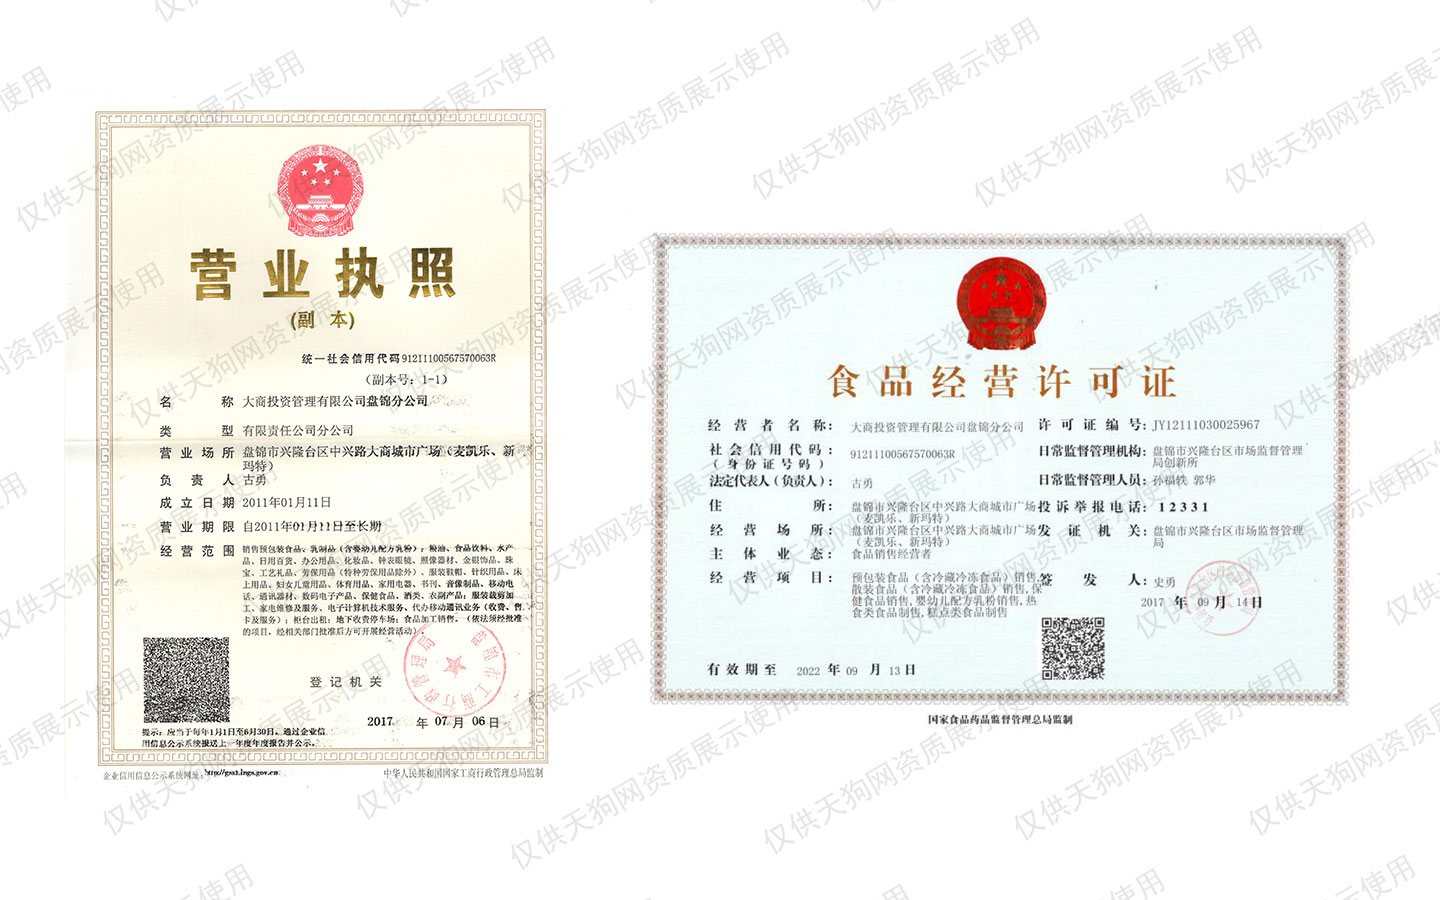 营业执照
(副 本)
统一社会信用代码 91211100567570063R
（副本号：1-1）
名 称 大商投资管理有限公司盘锦分公司
类 型 有限责任公司分公司
营业场所 盘锦市兴隆台区中兴路大商城市广场（麦凯乐、新
玛特）
负 责 人 古勇
成立日期 2011年01月11日
营业期限 自2011年01月11日至长期
经营范围 销售预包装食品、乳制品（含婴幼儿配方乳粉）；粮油、食品饮料、水产
品、日用百货、办公用品、化妆品、钟表眼镜、照像器材、金银饰品、珠
宝、工艺礼品、劳保用品（特种劳保用品除外）、服装鞋帽、针纺织用品、床
上用品、妇女儿童用品、体育用品、家用电器、书刊、音像制品、移动电
话、通讯器材、数码电子产品、保健食品、酒类、农副产品；服装裁剪加
工、家电维修及服务、电子计算机技术服务、代办移动通讯业务（收费、售
卡及服务）；柜台出租；地下收费停车场；食品加工销售。（依法须经批准
的项目，经相关部门批准后方可开展经营活动）
登记机关
2017 年 07 月 06 日
提示：应当于每年1月1日至6月30日，通过企业信
用信息公示系统报送上一年度年度报告并公示。
企业信用信息公示系统网址：http://gsxt.lngs.gov.cn
中华人民共和国国家工商行政管理总局监制
食品经营许可证
经营者名称： 大商投资管理有限公司盘锦分公司
社会信用代码： 91211100567570063R
（身份证号码）
法定代表人（负责人）： 古勇
住 所： 盘锦市兴隆台区中兴路大商城市广场
（麦凯乐、新玛特）
经营场所： 盘锦市兴隆台区中兴路大商城市广场
（麦凯乐、新玛特）
主体业态： 食品销售经营者
经营项目： 预包装食品（含冷藏冷冻食品）销售,
散装食品（含冷藏冷冻食品）销售,保
健食品销售,婴幼儿配方乳粉销售,热
食类食品制售,糕点类食品制售
有效期至 2022 年 09 月 13 日
许可证编号： JY12111030025967
日常监督管理机构： 盘锦市兴隆台区市场监督管理
局创新所
日常监督管理人员： 孙福轶 郭华
投诉举报电话： 12331
发证机关： 盘锦市兴隆台区市场监督管理
局
签发人： 史勇
2017 年 09 月 14 日
国家食品药品监督管理总局监制
仅供天狗网资质展示使用